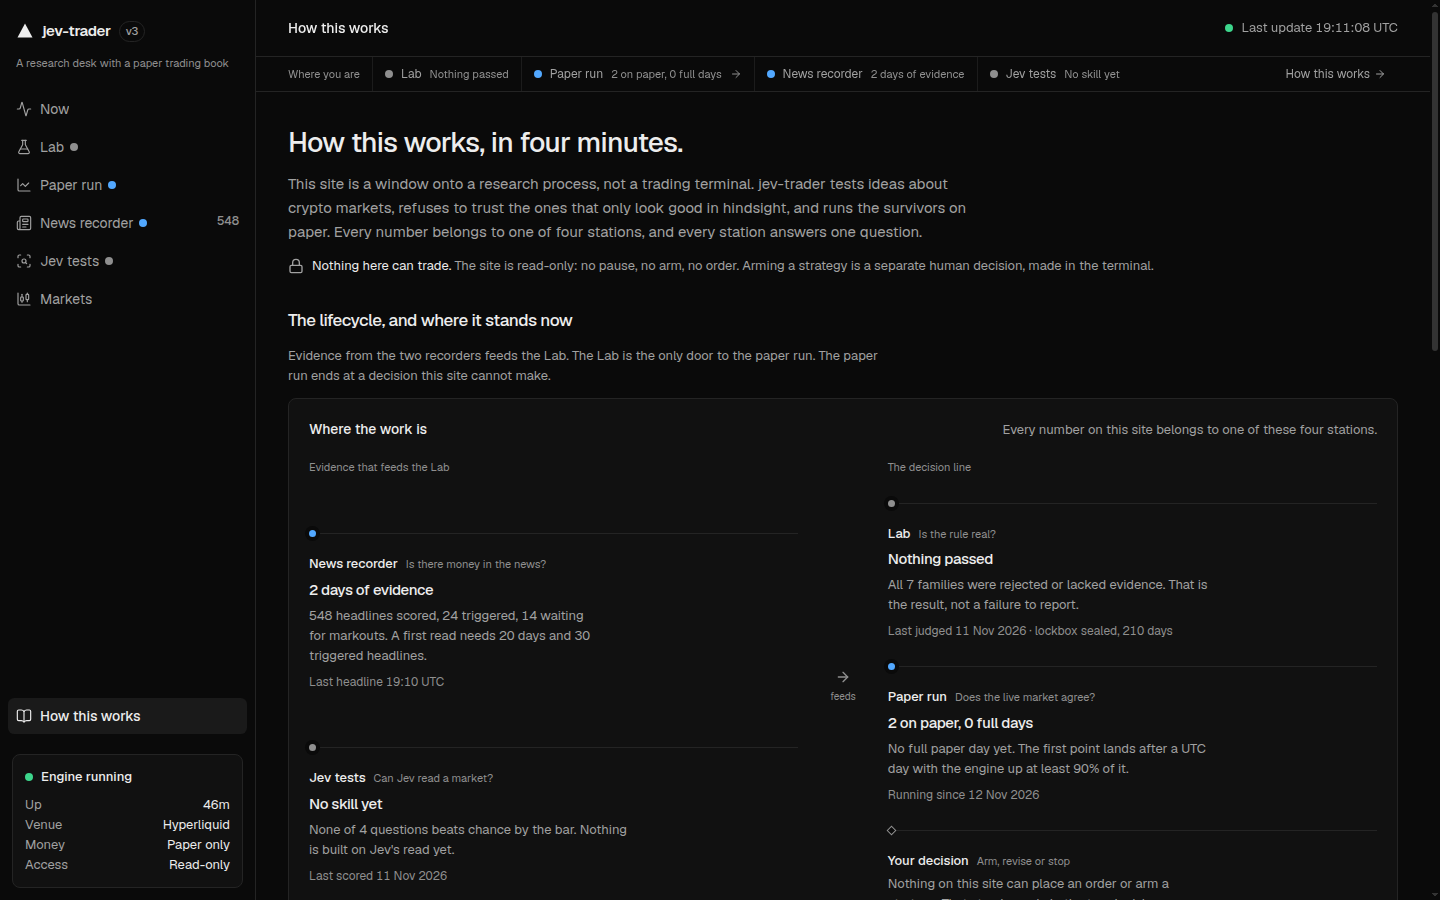 jev-trader v3
A research desk with a paper trading book
Now
Lab
Paper run
News recorder 548
Jev tests
Markets
How this works
Engine running
Up 46m
Venue Hyperliquid
Money Paper only
Access Read-only
How this works
Last update 19:11:08 UTC
Where you are
Lab Nothing passed
Paper run 2 on paper, 0 full days →
News recorder 2 days of evidence
Jev tests No skill yet
How this works →
How this works, in four minutes.
This site is a window onto a research process, not a trading terminal. jev-trader tests ideas about
crypto markets, refuses to trust the ones that only look good in hindsight, and runs the survivors on
paper. Every number belongs to one of four stations, and every station answers one question.
Nothing here can trade. The site is read-only: no pause, no arm, no order. Arming a strategy is a separate human decision, made in the terminal.
The lifecycle, and where it stands now
Evidence from the two recorders feeds the Lab. The Lab is the only door to the paper run. The paper
run ends at a decision this site cannot make.
Where the work is
Every number on this site belongs to one of these four stations.
Evidence that feeds the Lab
News recorder Is there money in the news?
2 days of evidence
548 headlines scored, 24 triggered, 14 waiting
for markouts. A first read needs 20 days and 30
triggered headlines.
Last headline 19:10 UTC
Jev tests Can Jev read a market?
No skill yet
None of 4 questions beats chance by the bar. Nothing
is built on Jev's read yet.
Last scored 11 Nov 2026
→
feeds
The decision line
Lab Is the rule real?
Nothing passed
All 7 families were rejected or lacked evidence. That is
the result, not a failure to report.
Last judged 11 Nov 2026 · lockbox sealed, 210 days
Paper run Does the live market agree?
2 on paper, 0 full days
No full paper day yet. The first point lands after a UTC
day with the engine up at least 90% of it.
Running since 12 Nov 2026
Your decision Arm, revise or stop
Nothing on this site can place an order or arm a